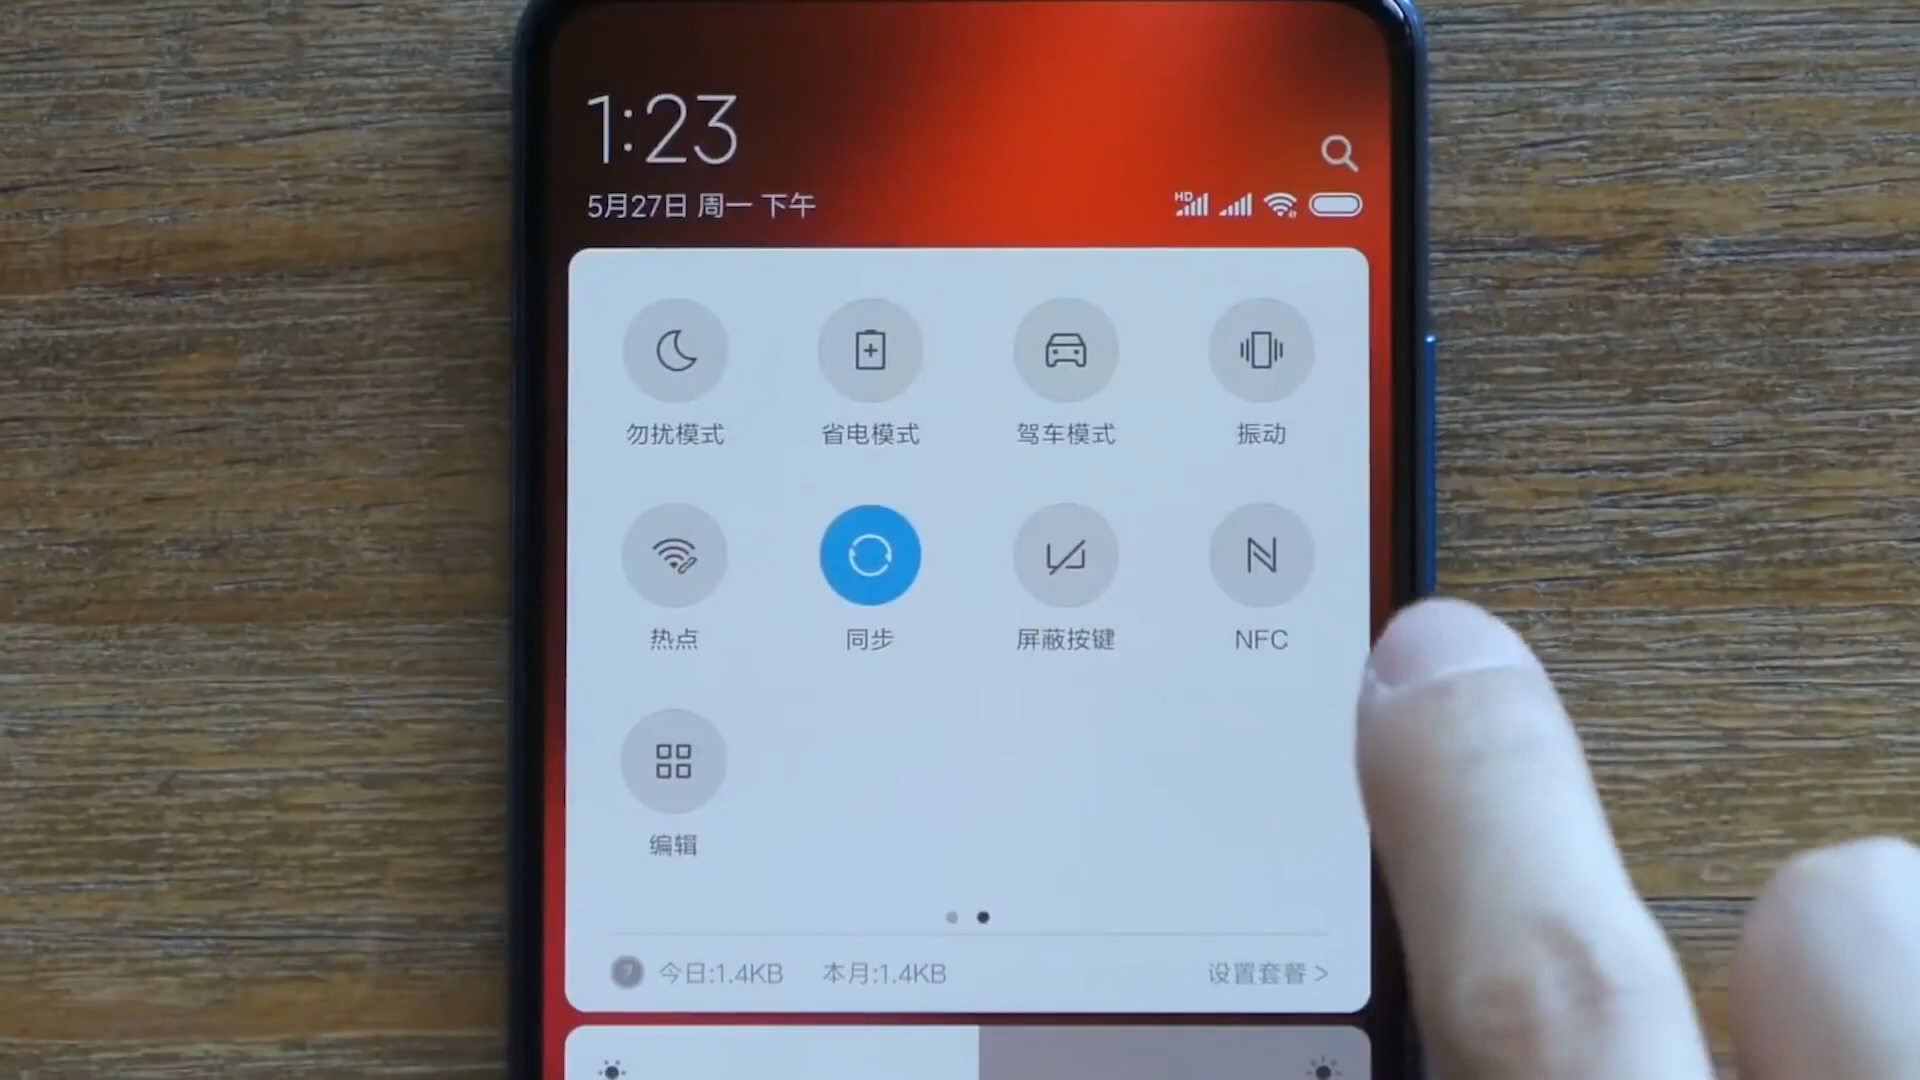 1:23
5月27日 周一 下午
HD
勿扰模式 省电模式 驾车模式 振动
热点 同步 屏蔽按键 NFC
编辑
? 今日:1.4KB 本月:1.4KB 设置套餐 >